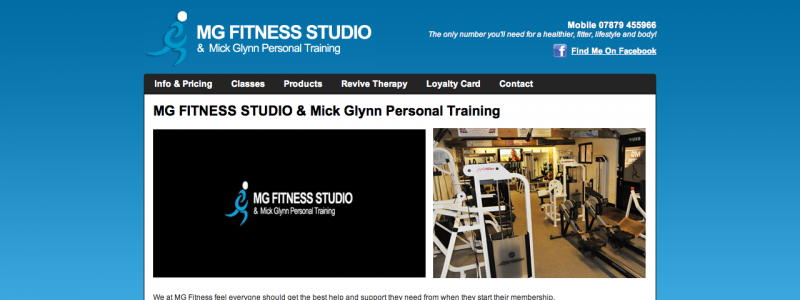 MG FITNESS STUDIO
& Mick Glynn Personal Training
Mobile 07879 455966
The only number you'll need for a healthier, fitter, lifestyle and body!
Find Me On Facebook
Info & Pricing Classes Products Revive Therapy Loyalty Card Contact
MG FITNESS STUDIO & Mick Glynn Personal Training
MG FITNESS STUDIO
& Mick Glynn Personal Training
We at MG Fitness feel everyone should get the best help and support they need from when they start their membership.